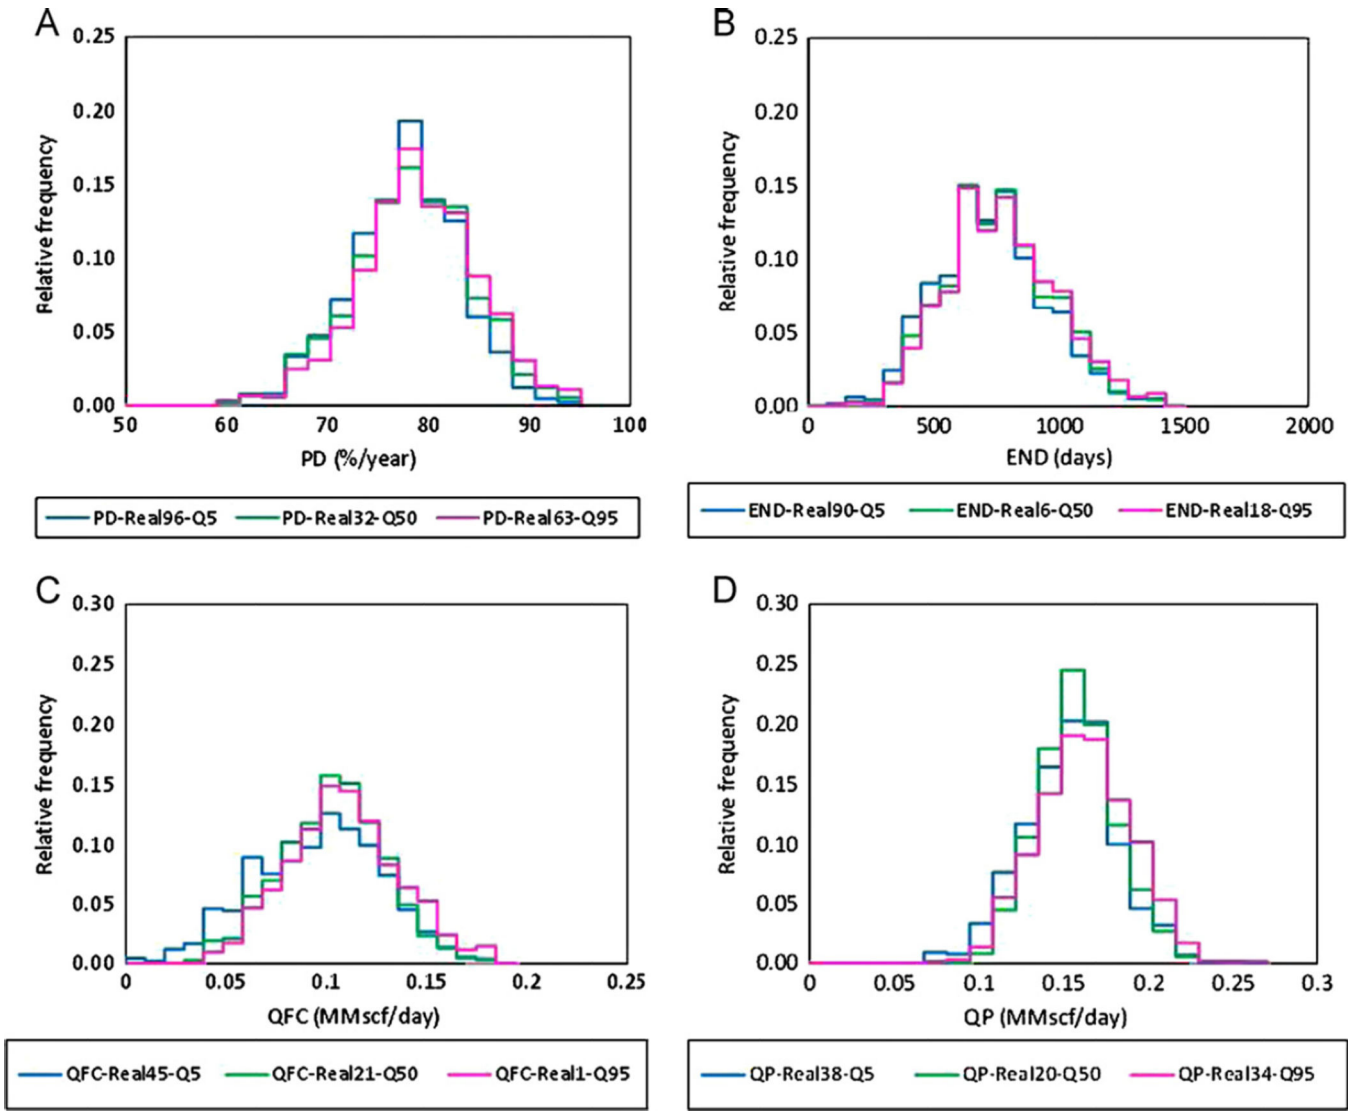 A
0.25
0.20
0.15
0.10
0.05
0.00
Relative frequency
50 60 70 80 90 100
PD (%/year)
PD-Real96-Q5 PD-Real32-Q50 PD-Real63-Q95
B
0.25
0.20
0.15
0.10
0.05
0.00
Relative frequency
0 500 1000 1500 2000
END (days)
END-Real90-Q5 END-Real6-Q50 END-Real18-Q95
C
0.30
0.25
0.20
0.15
0.10
0.05
0.00
Relative frequency
0 0.05 0.1 0.15 0.2 0.25
QFC (MMscf/day)
QFC-Real45-Q5 QFC-Real21-Q50 QFC-Real1-Q95
D
0.30
0.25
0.20
0.15
0.10
0.05
0.00
Relative frequency
0 0.05 0.1 0.15 0.2 0.25 0.3
QP (MMscf/day)
QP-Real38-Q5 QP-Real20-Q50 QP-Real34-Q95